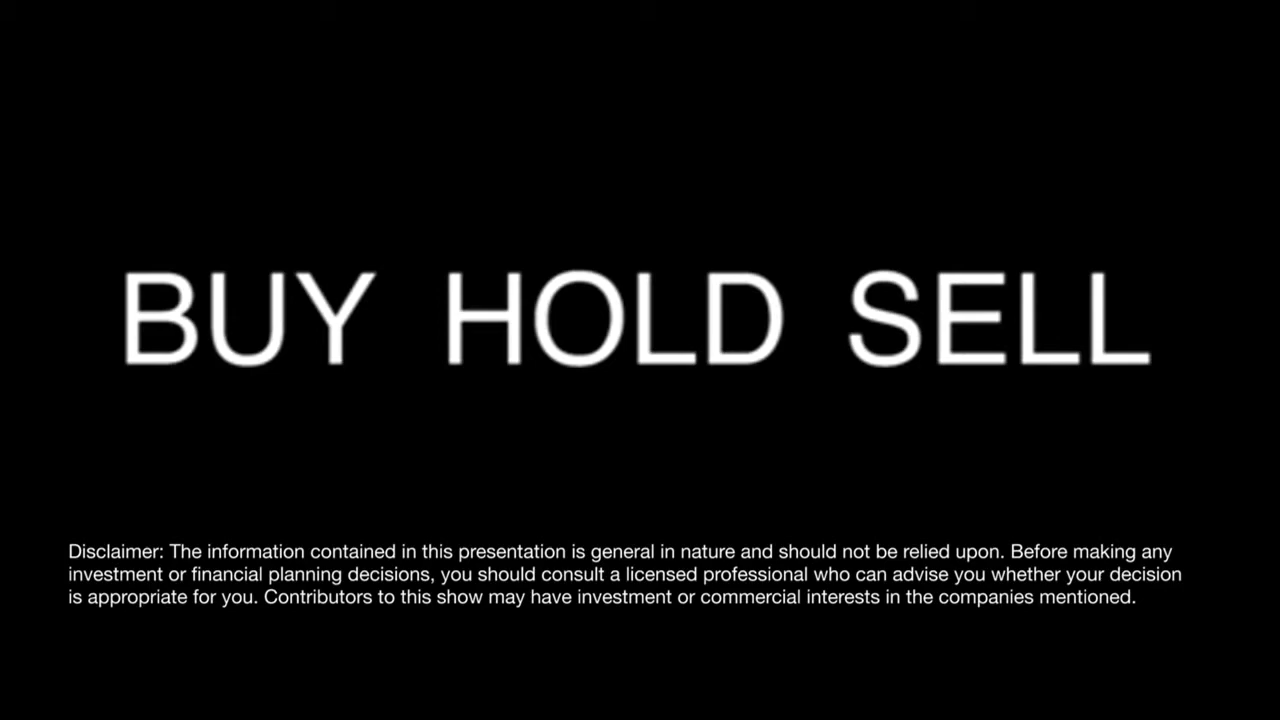 BUY HOLD SELL
Disclaimer: The information contained in this presentation is general in nature and should not be relied upon. Before making any
investment or financial planning decisions, you should consult a licensed professional who can advise you whether your decision
is appropriate for you. Contributors to this show may have investment or commercial interests in the companies mentioned.